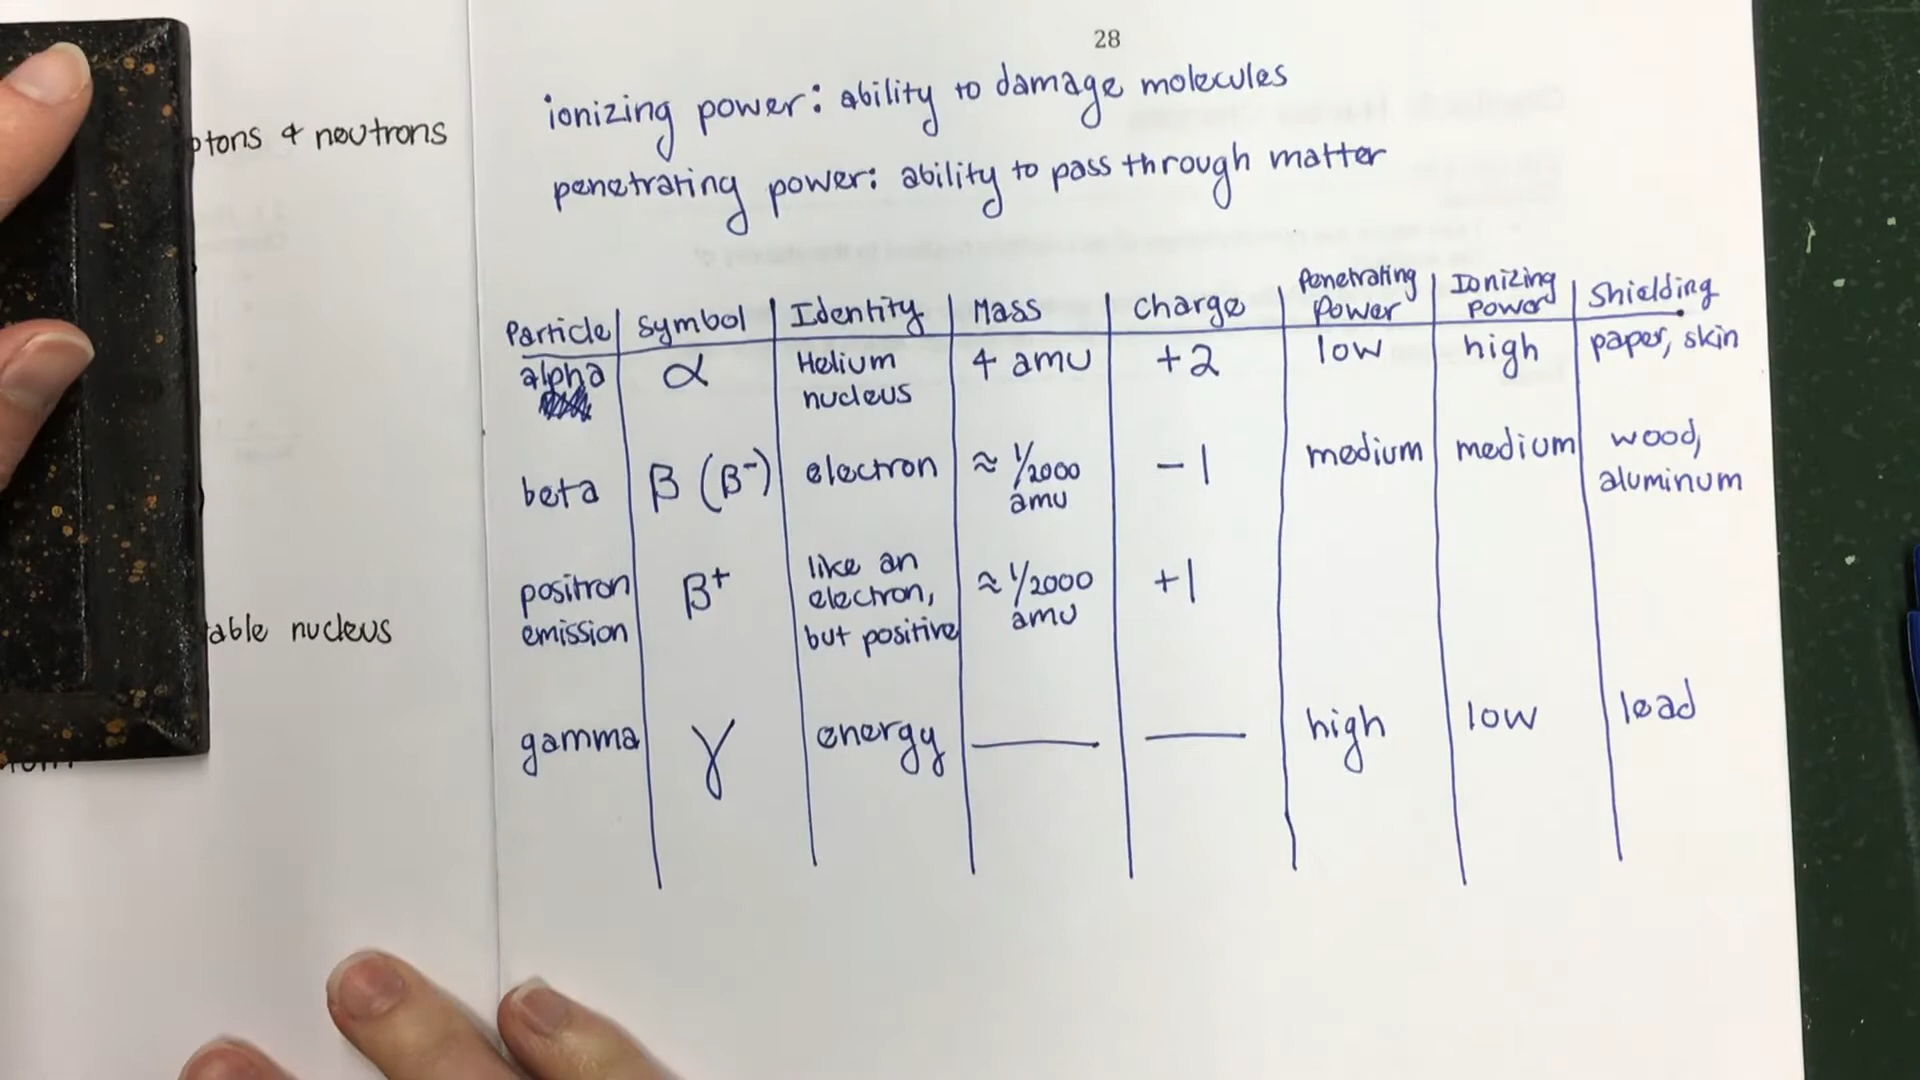 28
ionizing power: ability to damage molecules
penetrating power: ability to pass through matter
& neutrons
nucleus
Particle Symbol Identity Mass Charge Penetrating Power Ionizing Power Shielding
alpha α Helium nucleus 4 amu +2 low high paper, skin
beta β (β⁻) electron ≈ 1/2000 amu -1 medium medium wood, aluminum
positron emission β⁺ like an electron, but positive ≈ 1/2000 amu +1
gamma γ energy — — high low lead